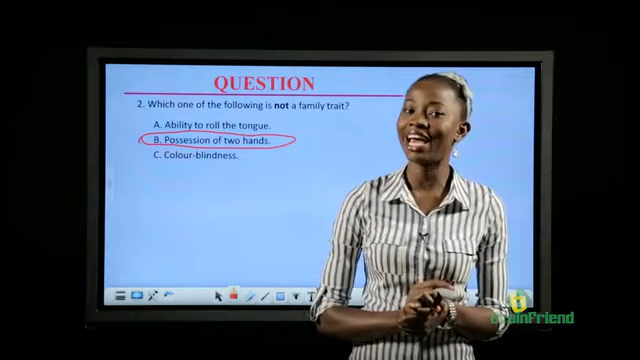 QUESTION
2. Which one of the following is not a family trait?
A. Ability to roll the tongue.
B. Possession of two hands.
C. Colour-blindness.
brainfriend